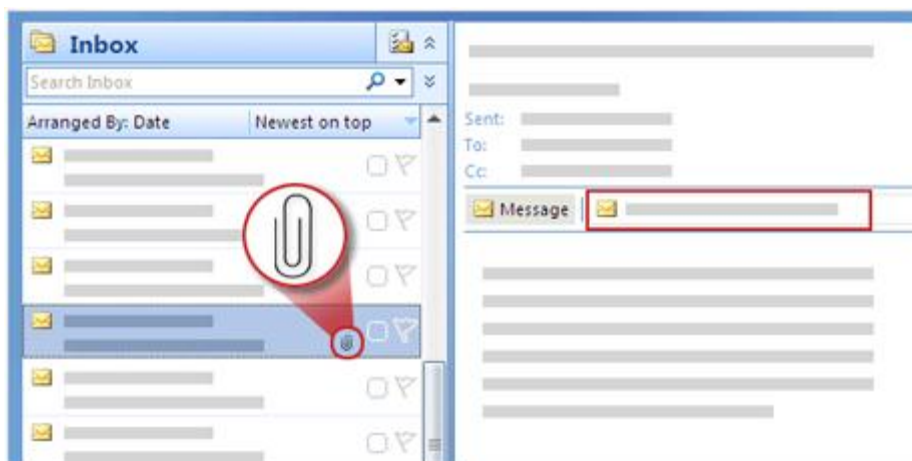 Inbox
Search Inbox
Arranged By: Date Newest on top
Sent:
To:
Cc:
Message